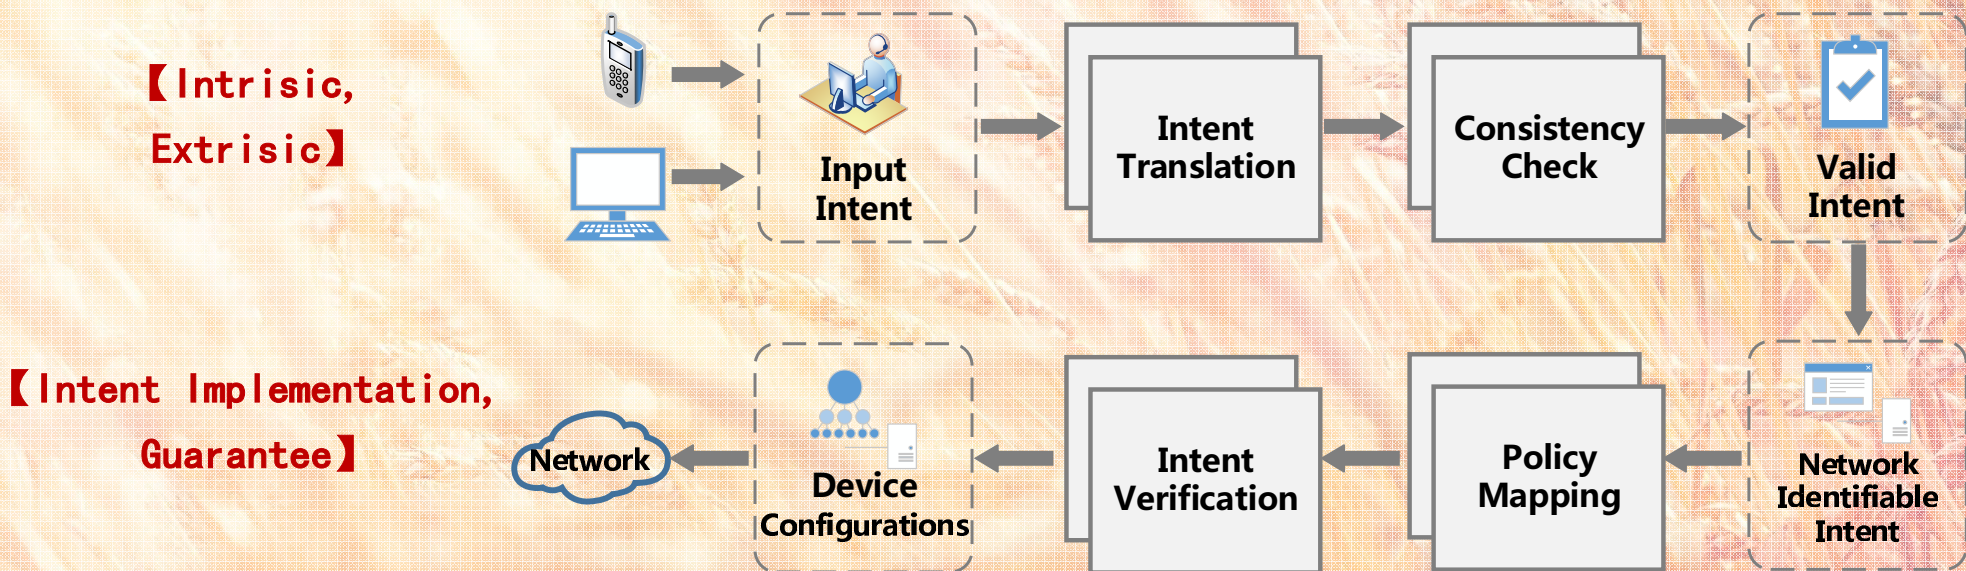 【Intrisic,
Extrisic】
Input
Intent
Intent
Translation
Consistency
Check
Valid
Intent
【Intent Implementation,
Guarantee】
Network
Device
Configurations
Intent
Verification
Policy
Mapping
Network
Identifiable
Intent